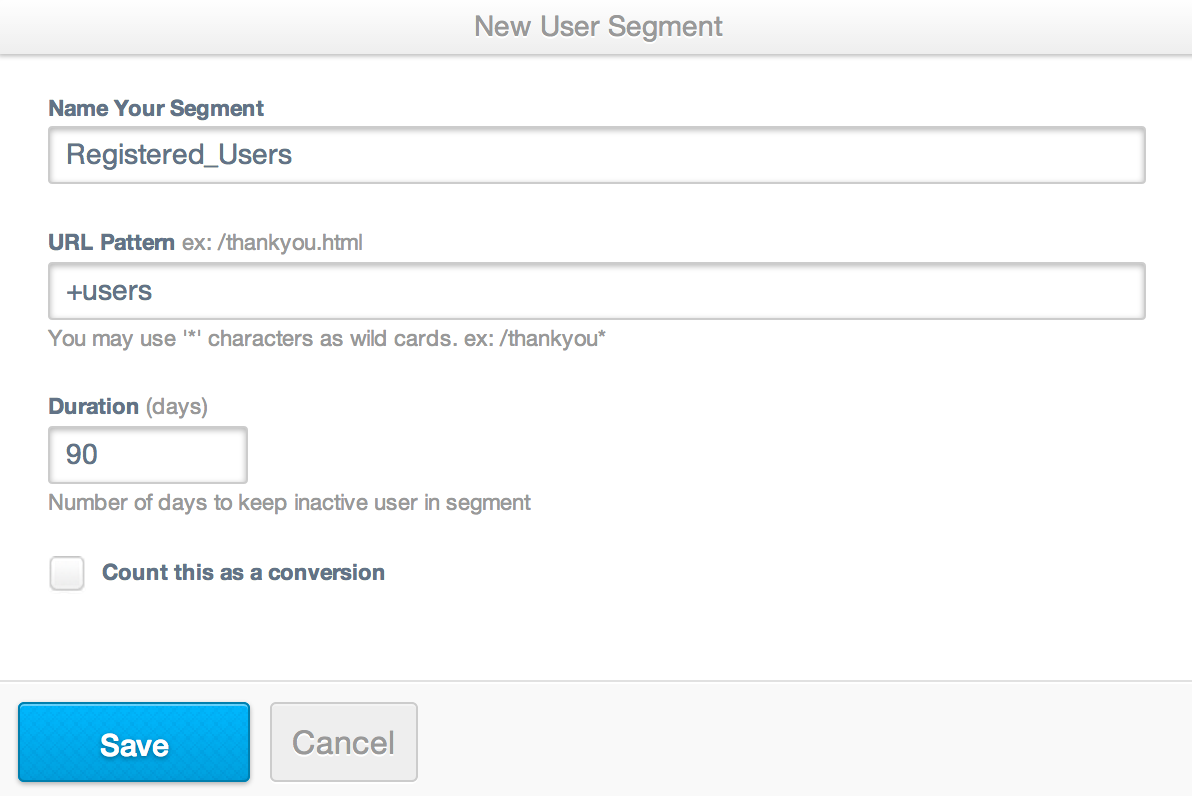 New User Segment
Name Your Segment
Registered_Users
URL Pattern ex: /thankyou.html
+users
You may use '*' characters as wild cards. ex: /thankyou*
Duration (days)
90
Number of days to keep inactive user in segment
Count this as a conversion
Save Cancel